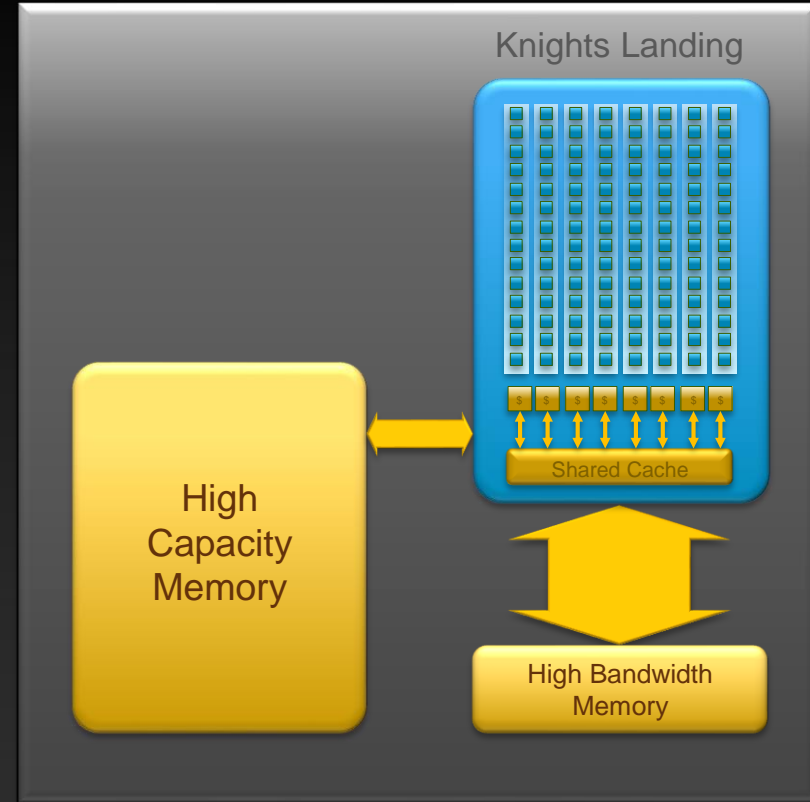 Knights Landing
$ $ $ $ $ $ $ $
Shared Cache
High
Capacity
Memory
High Bandwidth
Memory